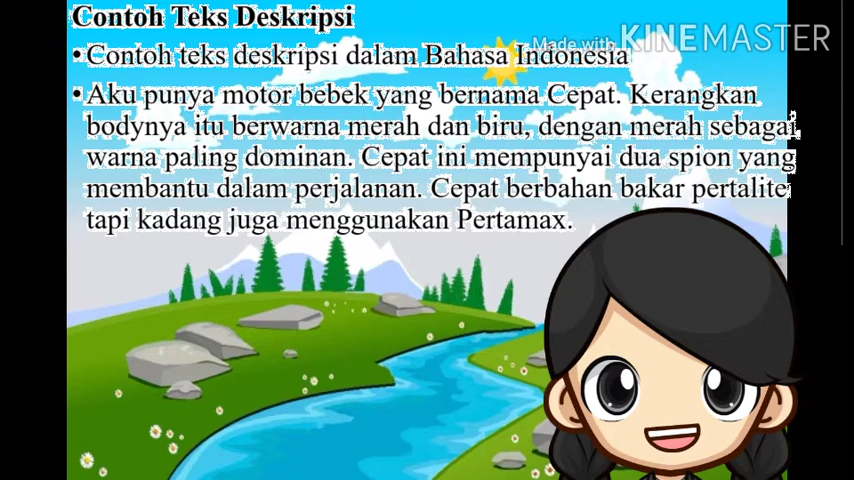 Contoh Teks Deskripsi
Made with KINEMASTER
•Contoh teks deskripsi dalam Bahasa Indonesia
•Aku punya motor bebek yang bernama Cepat. Kerangkan
bodynya itu berwarna merah dan biru, dengan merah sebagai
warna paling dominan. Cepat ini mempunyai dua spion yang
membantu dalam perjalanan. Cepat berbahan bakar pertalite
tapi kadang juga menggunakan Pertamax.